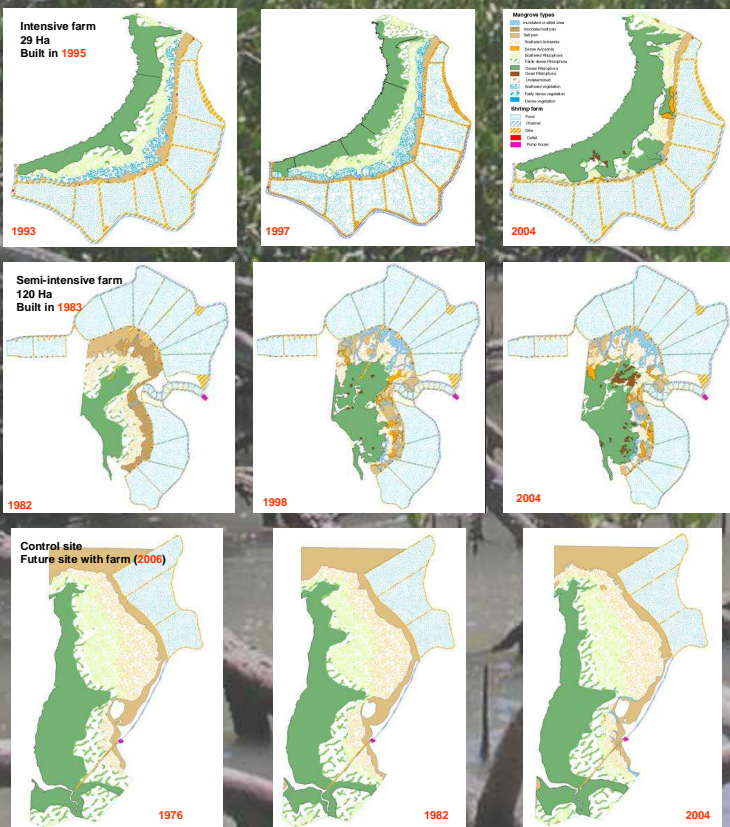 Intensive farm
29 Ha
Built in 1995
1993
1997
Mangrove types
Inundated or silted area
Inundated salt pan
Salt pan
Scattered Avicennia
Dense Avicennia
Scattered Rhizophora
Fairly dense Rhizophora
Dense Rhizophora
Dead Rhizophora
Undetermined
Scattered vegetation
Fairly dense vegetation
Dense vegetation
Shrimp farm
Pond
Channel
Dike
Outlet
Pump house
2004
Semi-intensive farm
120 Ha
Built in 1983
1982
1998
2004
Control site
Future site with farm (2006)
1976
1982
2004